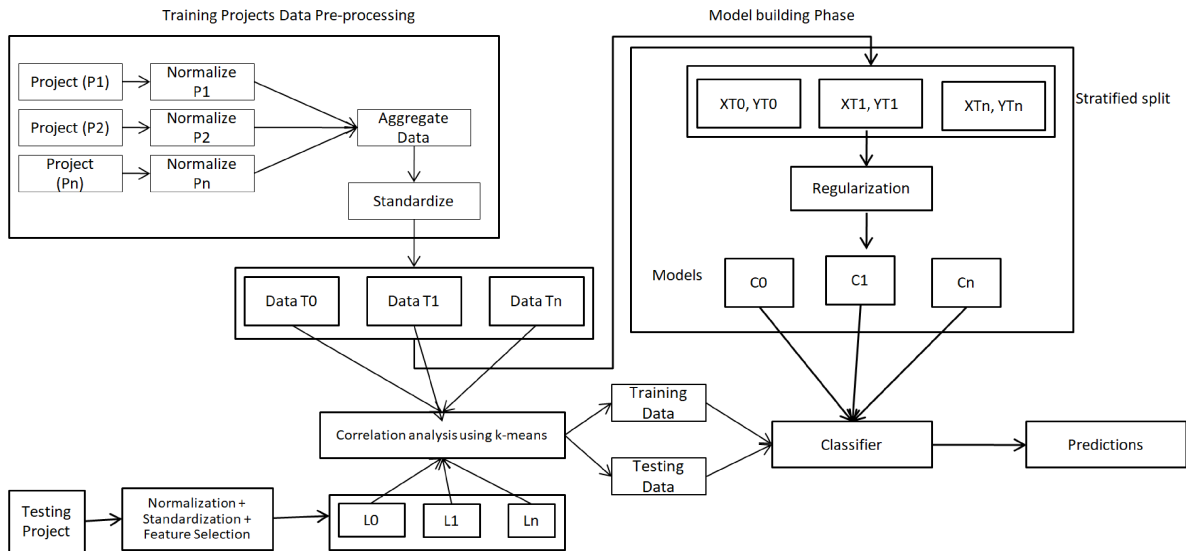 Training Projects Data Pre-processing
Model building Phase
Project (P1)
Normalize
P1
Project (P2)
Normalize
P2
Project
(Pn)
Normalize
Pn
Aggregate
Data
Standardize
XT0, YT0
XT1, YT1
XTn, YTn
Stratified split
Regularization
Models
C0
C1
Cn
Data T0
Data T1
Data Tn
Correlation analysis using k-means
Training
Data
Testing
Data
Classifier
Predictions
Testing
Project
Normalization +
Standardization +
Feature Selection
L0
L1
Ln